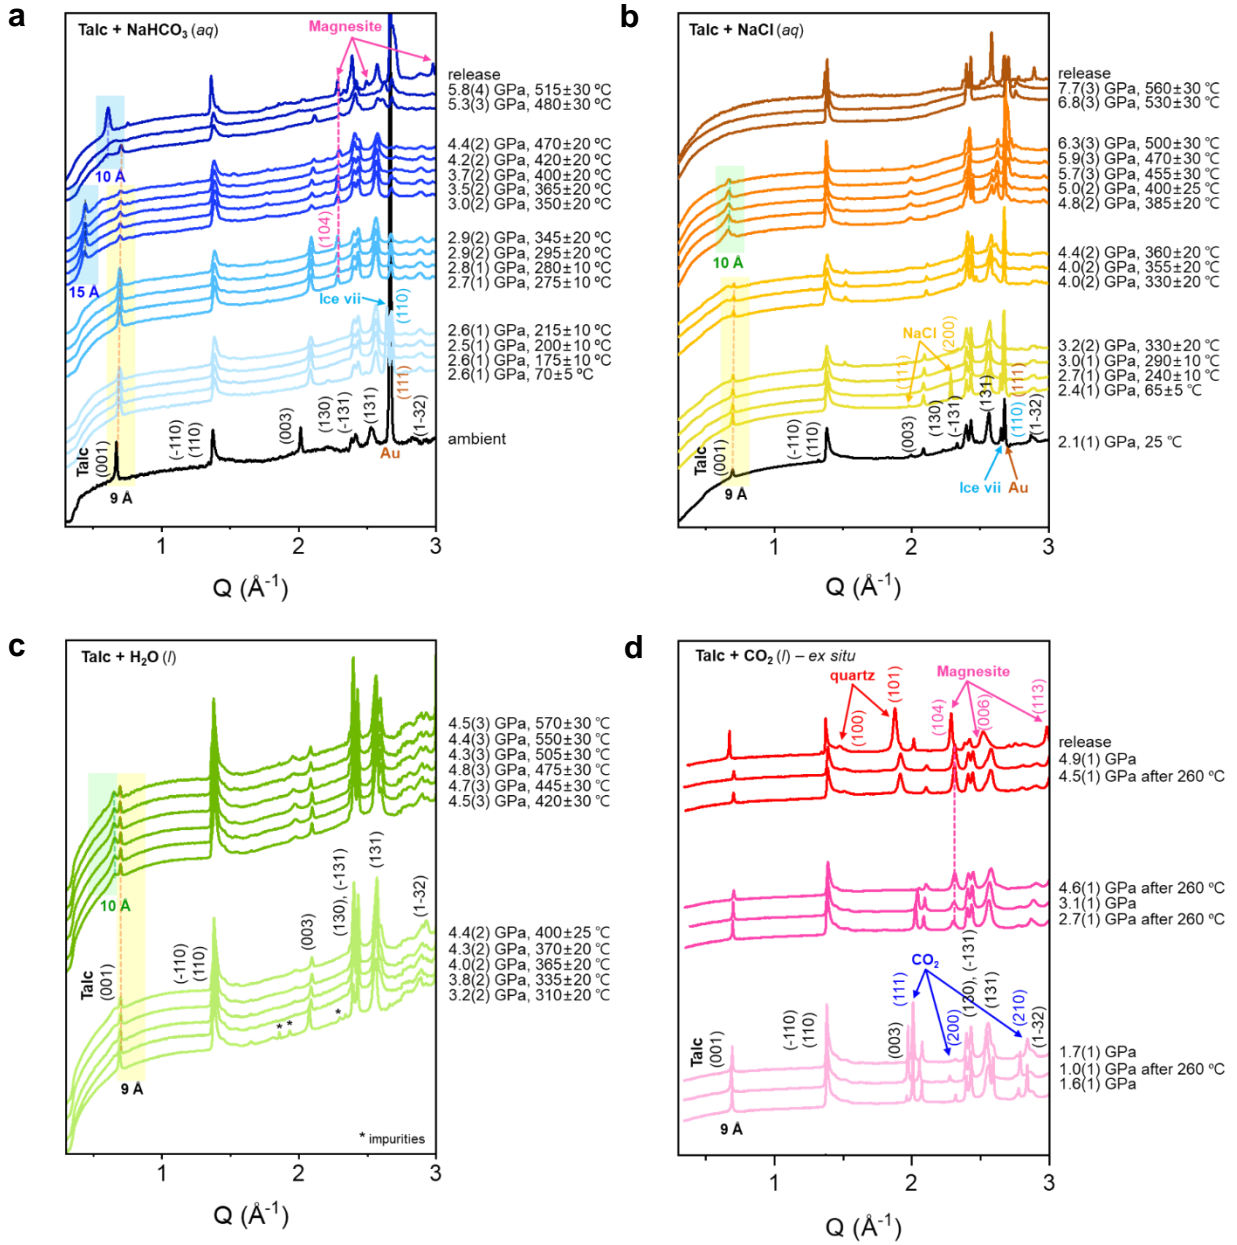 a
Talc + NaHCO₃ (aq)
Magnesite
release
5.8(4) GPa, 515±30 ºC
5.3(3) GPa, 480±30 ºC
4.4(2) GPa, 470±20 ºC
4.2(2) GPa, 420±20 ºC
3.7(2) GPa, 400±20 ºC
3.5(2) GPa, 365±20 ºC
3.0(2) GPa, 350±20 ºC
10 Å
(104)
2.9(2) GPa, 345±20 ºC
2.9(2) GPa, 295±20 ºC
2.8(1) GPa, 280±10 ºC
2.7(1) GPa, 275±10 ºC
15 Å
Ice vii
(110)
2.6(1) GPa, 215±10 ºC
2.5(1) GPa, 200±10 ºC
2.6(1) GPa, 175±10 ºC
2.6(1) GPa, 70±5 ºC
(111)
Talc
(001)
(-110)
(110)
(003)
(130)
(-131)
(131)
(1-32)
ambient
Au
9 Å
1 2 3
Q (Å⁻¹)
b
Talc + NaCl (aq)
release
7.7(3) GPa, 560±30 ℃
6.8(3) GPa, 530±30 ℃
6.3(3) GPa, 500±30 ℃
5.9(3) GPa, 470±30 ℃
5.7(3) GPa, 455±30 ℃
5.0(2) GPa, 400±25 ℃
4.8(2) GPa, 385±20 ℃
10 Å
4.4(2) GPa, 360±20 ℃
4.0(2) GPa, 355±20 ℃
4.0(2) GPa, 330±20 ℃
NaCl
(111)
(200)
3.2(2) GPa, 330±20 ℃
3.0(1) GPa, 290±10 ℃
2.7(1) GPa, 240±10 ℃
2.4(1) GPa, 65±5 ℃
Talc
(001)
(-110)
(110)
(003)
(130)
(-131)
(131)
(110)
(111)
(1-32)
2.1(1) GPa, 25 ℃
9 Å
Ice vii
Au
1 2 3
Q (Å⁻¹)
c
Talc + H₂O (l)
4.5(3) GPa, 570±30 ℃
4.4(3) GPa, 550±30 ℃
4.3(3) GPa, 505±30 ℃
4.8(3) GPa, 475±30 ℃
4.7(3) GPa, 445±30 ℃
4.5(3) GPa, 420±30 ℃
10 Å
Talc
(001)
(-110)
(110)
(003)
(130), (-131)
(131)
(1-32)
4.4(2) GPa, 400±25 ℃
4.3(2) GPa, 370±20 ℃
4.0(2) GPa, 365±20 ℃
3.8(2) GPa, 335±20 ℃
3.2(2) GPa, 310±20 ℃
* * *
9 Å
* impurities
1 2 3
Q (Å⁻¹)
d
Talc + CO₂ (l) – ex situ
quartz
(100)
(101)
Magnesite
(104)
(006)
(113)
release
4.9(1) GPa
4.5(1) GPa after 260 ºC
4.6(1) GPa after 260 ºC
3.1(1) GPa
2.7(1) GPa after 260 ºC
CO₂
(111)
(200)
(210)
Talc
(001)
(-110)
(110)
(003)
(130), (-131)
(131)
(1-32)
1.7(1) GPa
1.0(1) GPa after 260 ºC
1.6(1) GPa
9 Å
1 2 3
Q (Å⁻¹)